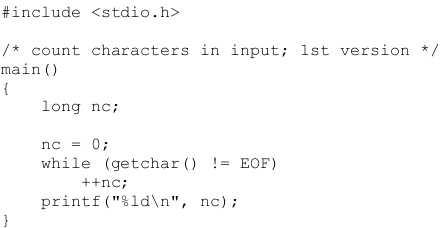 #include <stdio.h>

/* count characters in input; 1st version */
main()
{
    long nc;

    nc = 0;
    while (getchar() != EOF)
        ++nc;
    printf("%ld\n", nc);
}